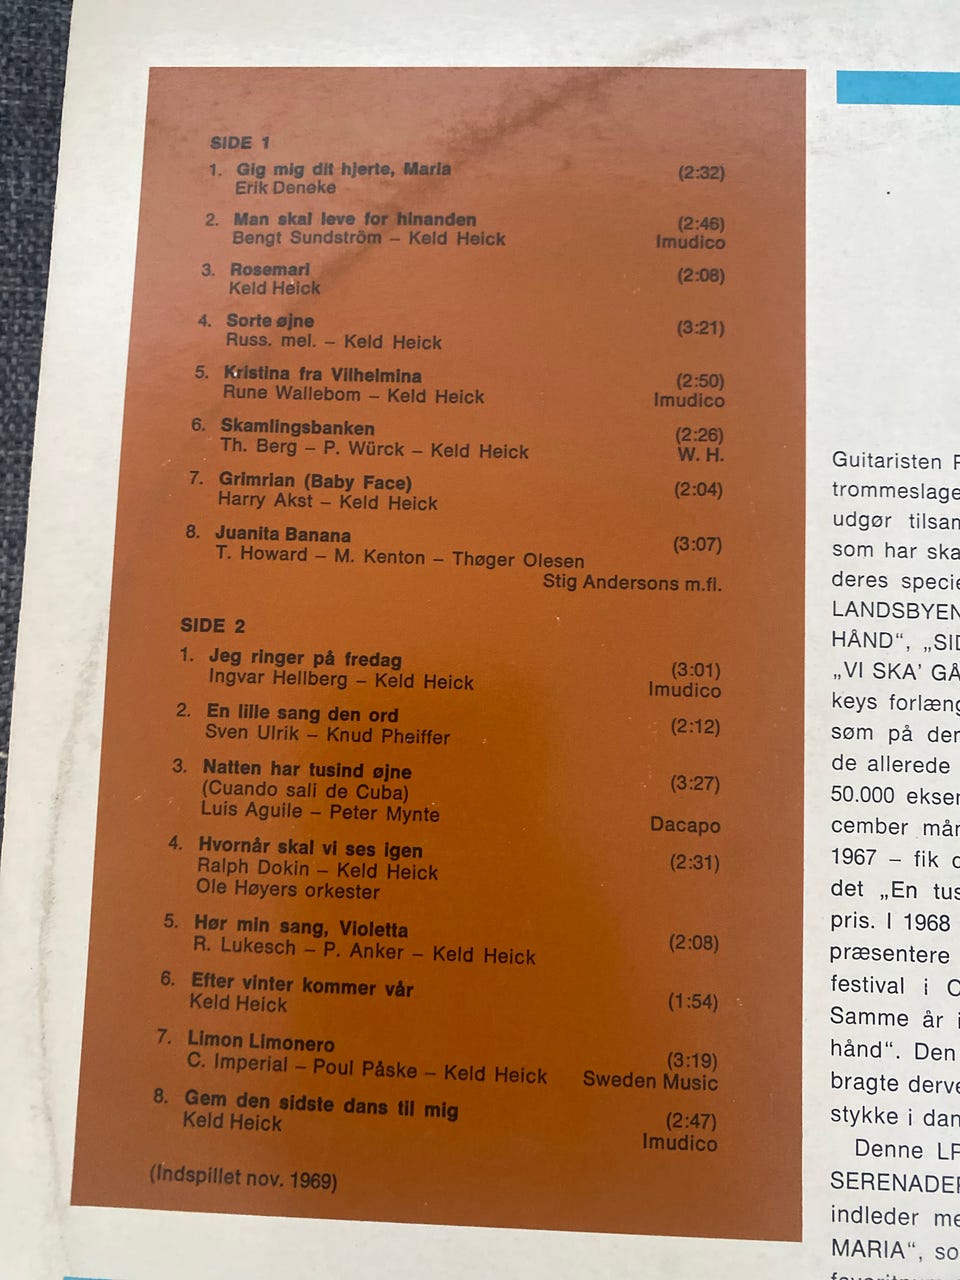 SIDE 1
1. Gig mig dit hjerte, Maria (2:32)
Erik Deneke
2. Man skal leve for hinanden (2:46)
Bengt Sundström – Keld Heick Imudico
3. Rosemari (2:08)
Keld Heick
4. Sorte øjne (3:21)
Russ. mel. – Keld Heick
5. Kristina fra Vilhelmina (2:50)
Rune Wallebom – Keld Heick Imudico
6. Skamlingsbanken (2:26)
Th. Berg – P. Würck – Keld Heick W. H.
7. Grimrian (Baby Face) (2:04)
Harry Akst – Keld Heick
8. Juanita Banana (3:07)
T. Howard – M. Kenton – Thøger Olesen
Stig Andersons m.fl.
SIDE 2
1. Jeg ringer på fredag (3:01)
Ingvar Hellberg – Keld Heick Imudico
2. En lille sang den ord (2:12)
Sven Ulrik – Knud Pheiffer
3. Natten har tusind øjne (3:27)
(Cuando sali de Cuba)
Luis Aguile – Peter Mynte Dacapo
4. Hvornår skal vi ses igen (2:31)
Ralph Dokin – Keld Heick
Ole Høyers orkester
5. Hør min sang, Violetta (2:08)
R. Lukesch – P. Anker – Keld Heick
6. Efter vinter kommer vår (1:54)
Keld Heick
7. Limon Limonero (3:19)
C. Imperial – Poul Påske – Keld Heick Sweden Music
8. Gem den sidste dans til mig (2:47)
Keld Heick Imudico
(Indspillet nov. 1969)
Guitaristen
trommeslage
udgør tilsam
som har ska
deres specie
LANDSBYEN
HÅND“, „SID
„VI SKA' GÅ
keys forlæng
søm på den
de allerede
50.000 eksem
cember mån
1967 – fik d
det „En tus
pris. I 1968
præsentere
festival i
Samme år i
hånd“. Den
bragte derve
stykke i dan
Denne LP
SERENADER
indleder me
MARIA“, so